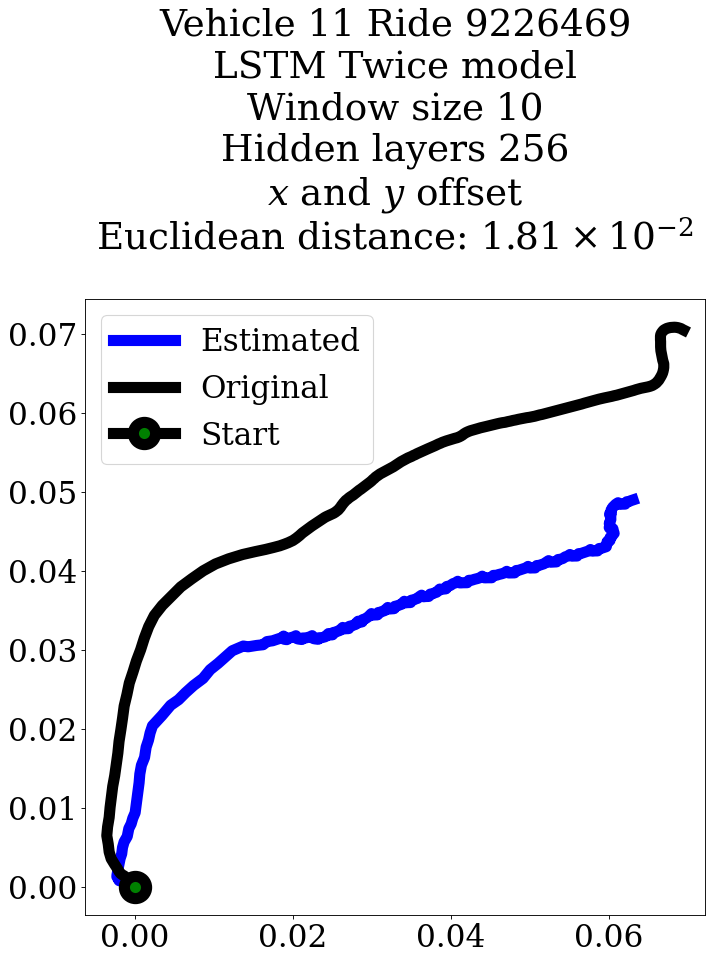 Vehicle 11 Ride 9226469
LSTM Twice model
Window size 10
Hidden layers 256
x and y offset
Euclidean distance: 1.81 × 10⁻²
Estimated
Original
Start
0.07
0.06
0.05
0.04
0.03
0.02
0.01
0.00
0.00 0.02 0.04 0.06